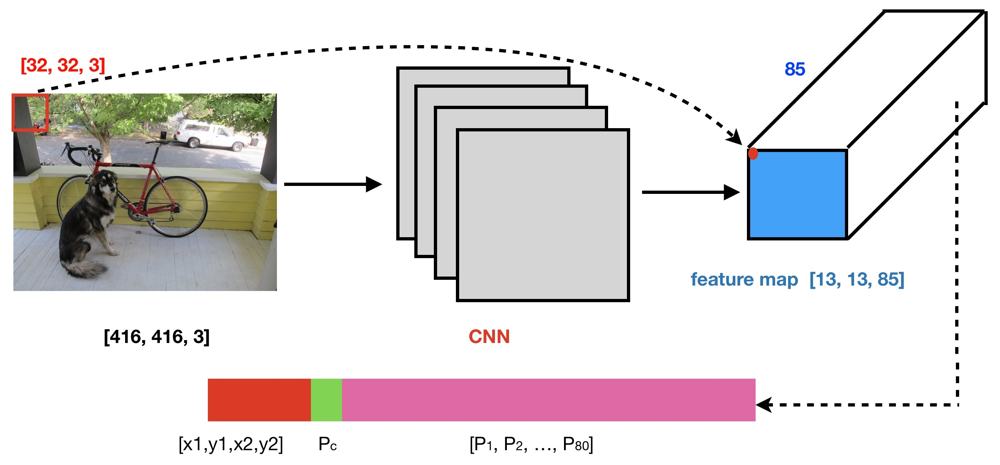 [32, 32, 3]
85
feature map [13, 13, 85]
[416, 416, 3]
CNN
[x1,y1,x2,y2] Pc [P1, P2, ..., P80]